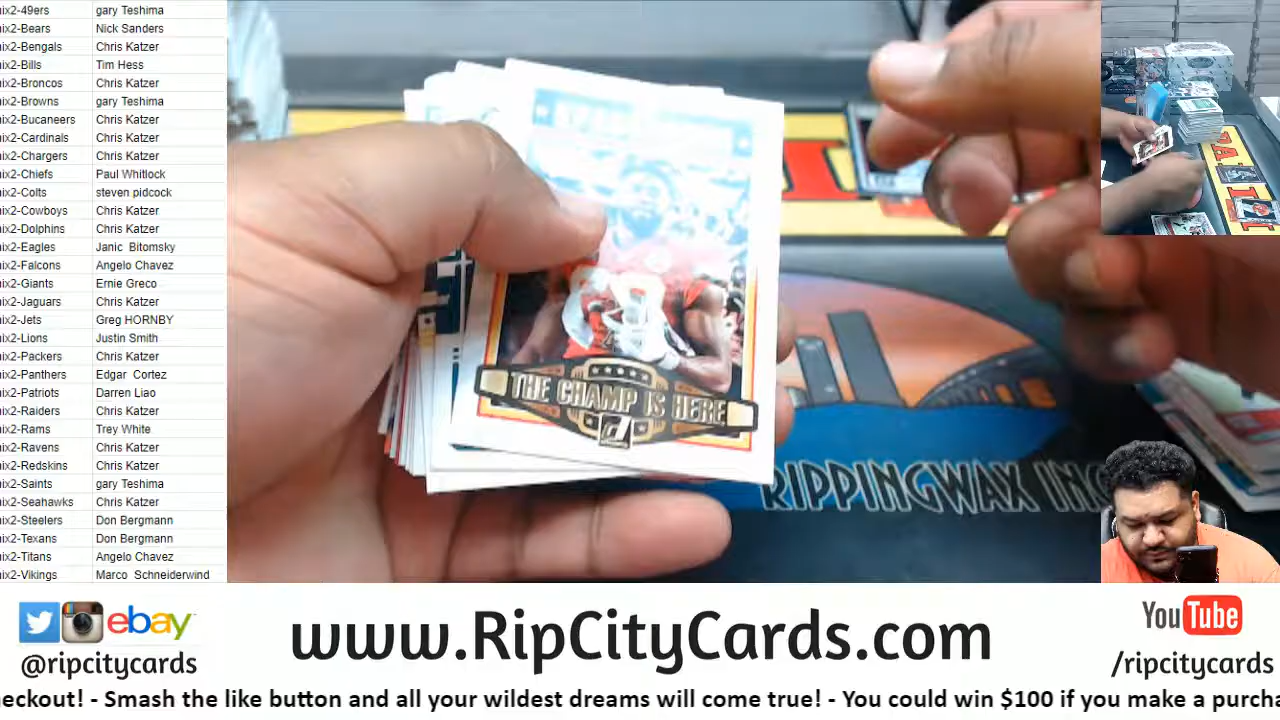 ix2-49ers gary Teshima
ix2-Bears Nick Sanders
ix2-Bengals Chris Katzer
ix2-Bills Tim Hess
ix2-Broncos Chris Katzer
ix2-Browns gary Teshima
ix2-Bucaneers Chris Katzer
ix2-Cardinals Chris Katzer
ix2-Chargers Chris Katzer
ix2-Chiefs Paul Whitlock
ix2-Colts steven pidcock
ix2-Cowboys Chris Katzer
ix2-Dolphins Chris Katzer
ix2-Eagles Janic Bitomsky
ix2-Falcons Angelo Chavez
ix2-Giants Ernie Greco
ix2-Jaguars Chris Katzer
ix2-Jets Greg HORNBY
ix2-Lions Justin Smith
ix2-Packers Chris Katzer
ix2-Panthers Edgar Cortez
ix2-Patriots Darren Liao
ix2-Raiders Chris Katzer
ix2-Rams Trey White
ix2-Ravens Chris Katzer
ix2-Redskins Chris Katzer
ix2-Saints gary Teshima
ix2-Seahawks Chris Katzer
ix2-Steelers Don Bergmann
ix2-Texans Don Bergmann
ix2-Titans Angelo Chavez
ix2-Vikings Marco Schneiderwind
THE CHAMP IS HERE
RIPPINGWAX INC
ebay
@ripcitycards
www.RipCityCards.com
YouTube
/ripcitycards
eckout! - Smash the like button and all your wildest dreams will come true! - You could win $100 if you make a purcha